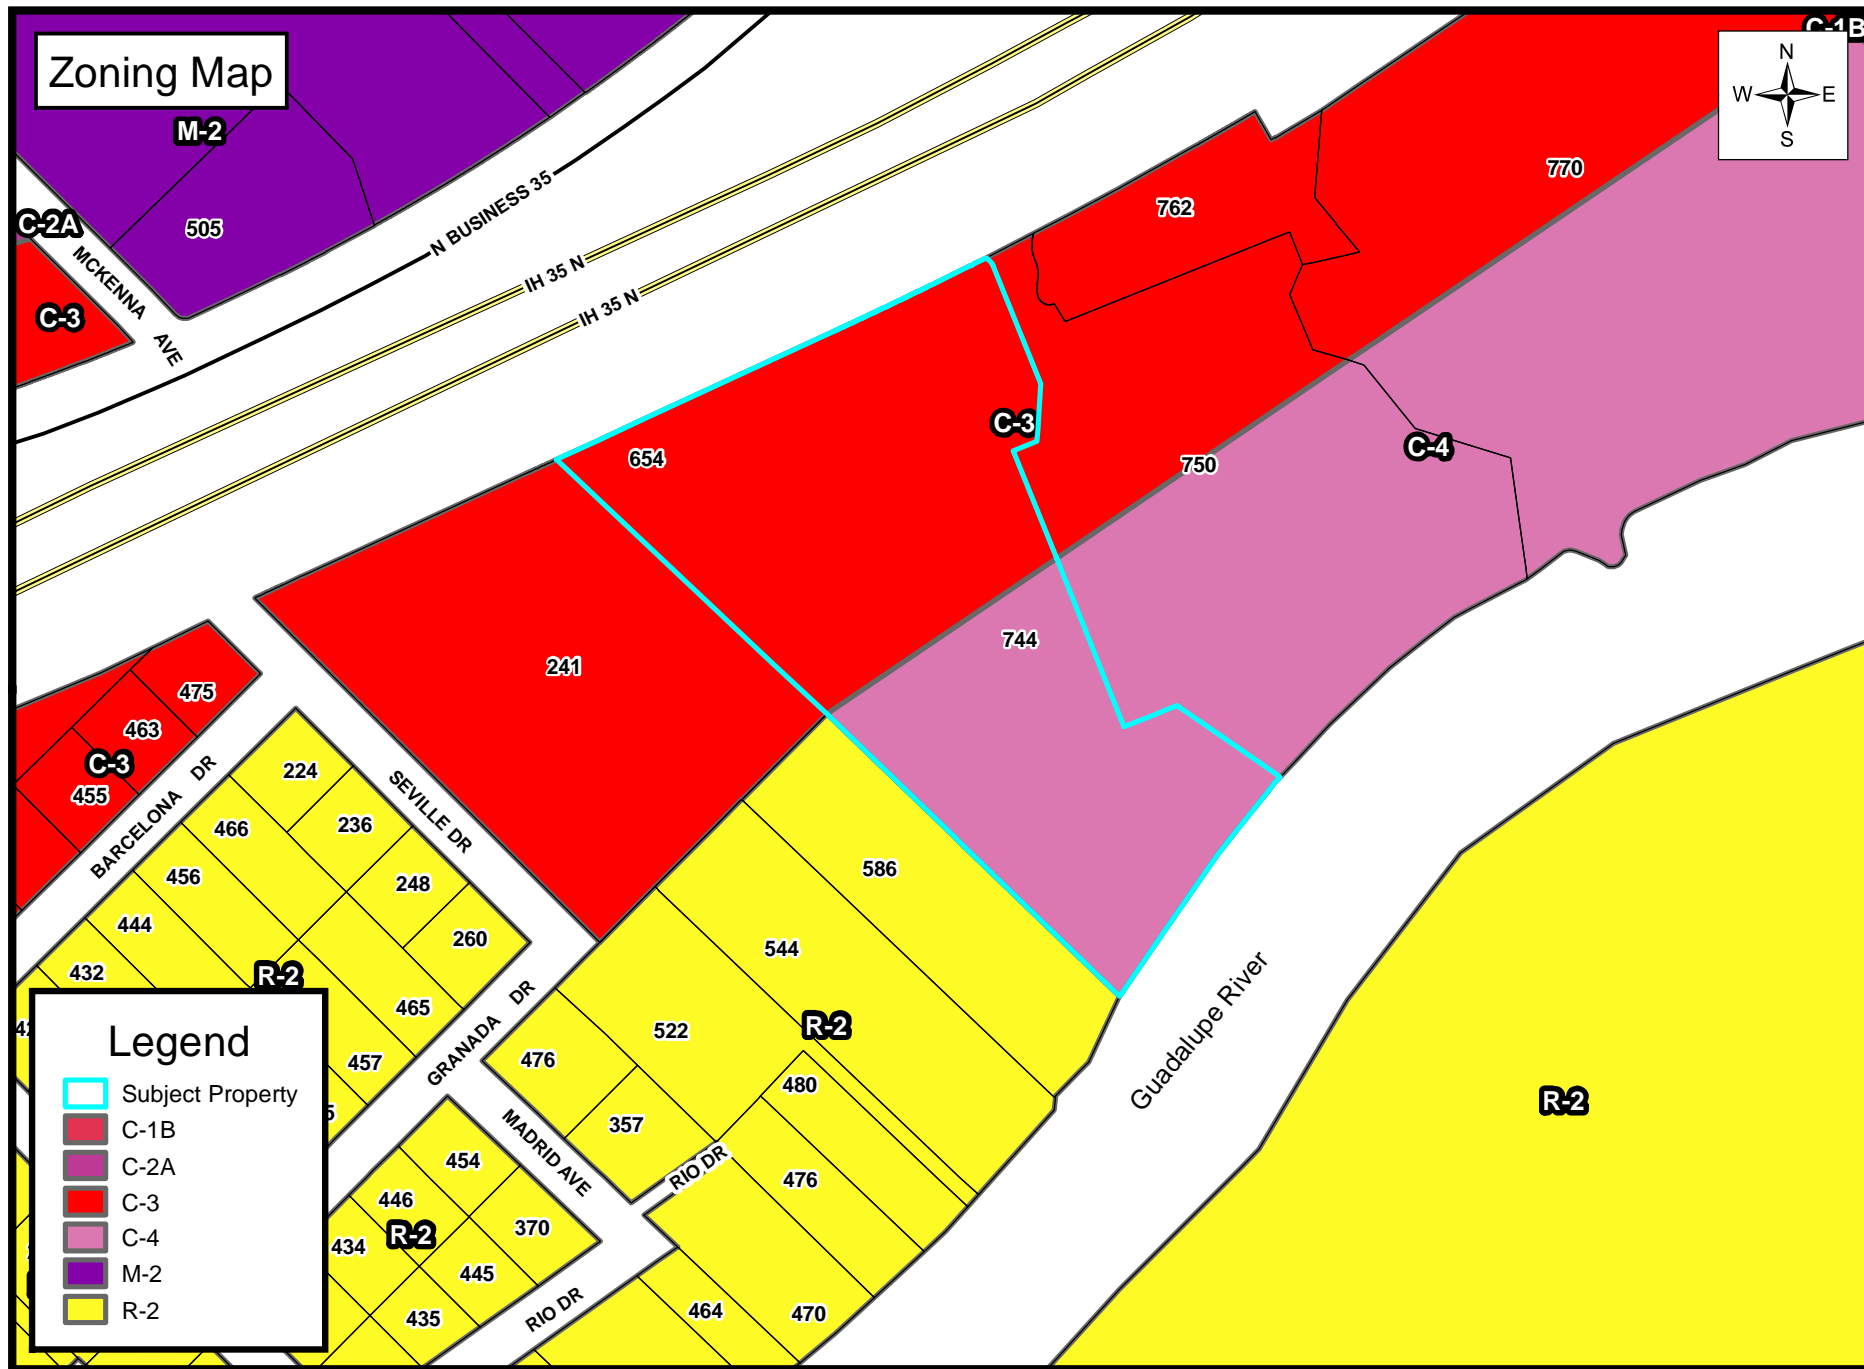 Zoning Map
C-1B
N
W E
S
M-2
770
762
505
C-2A
N BUSINESS 35
MCKENNA AVE
IH 35 N
IH 35 N
C-3
C-3
C-4
654
750
744
241
475
463
C-3
455
BARCELONA DR
SEVILLE DR
224
236
466
456
248
444
260
432
R-2
465
457
GRANADA DR
586
544
522
R-2
476
480
357
MADRID AVE
RIO DR
476
454
446
R-2
370
434
445
435
RIO DR
464
470
Guadalupe River
R-2
Legend
Subject Property
C-1B
C-2A
C-3
C-4
M-2
R-2